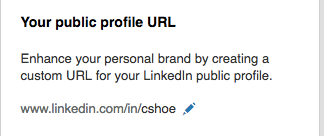 Your public profile URL
Enhance your personal brand by creating a
custom URL for your LinkedIn public profile.
www.linkedin.com/in/cshoe